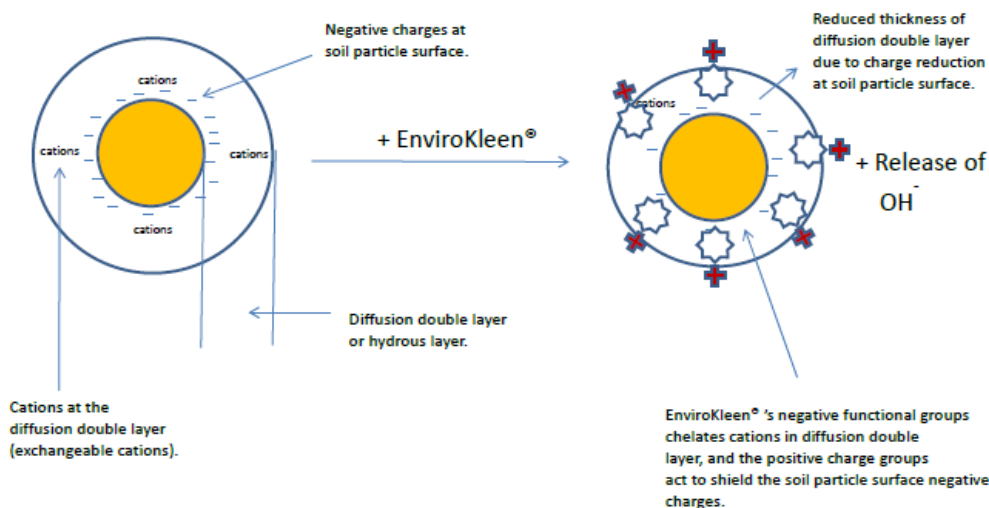 Negative charges at
soil particle surface.
cations
cations
cations
cations
+ EnviroKleen®
Reduced thickness of
diffusion double layer
due to charge reduction
at soil particle surface.
cations
+ Release of
OH⁻
Diffusion double layer
or hydrous layer.
Cations at the
diffusion double layer
(exchangeable cations).
EnviroKleen® 's negative functional groups
chelates cations in diffusion double
layer, and the positive charge groups
act to shield the soil particle surface negative
charges.